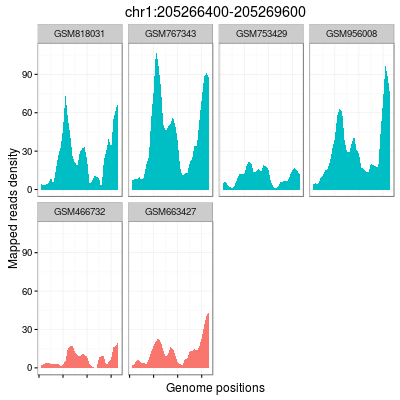 chr1:205266400-205269600
GSM818031 GSM767343 GSM753429 GSM956008
90
60
30
0
GSM466732 GSM663427
90
60
30
0
Mapped reads density
Genome positions